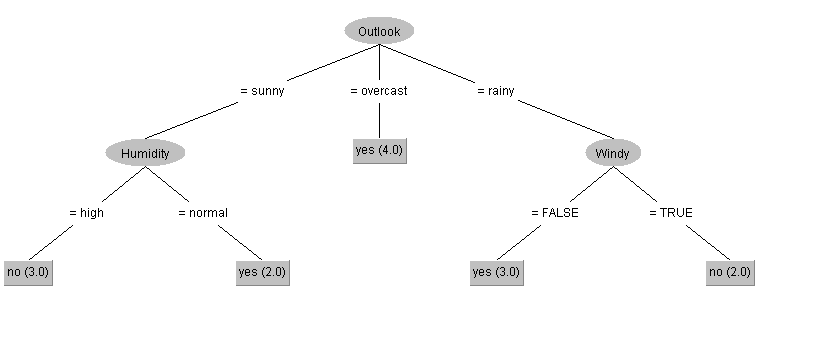 Outlook
= sunny
= overcast
= rainy
Humidity
yes (4.0)
Windy
= high
= normal
= FALSE
= TRUE
no (3.0)
yes (2.0)
yes (3.0)
no (2.0)